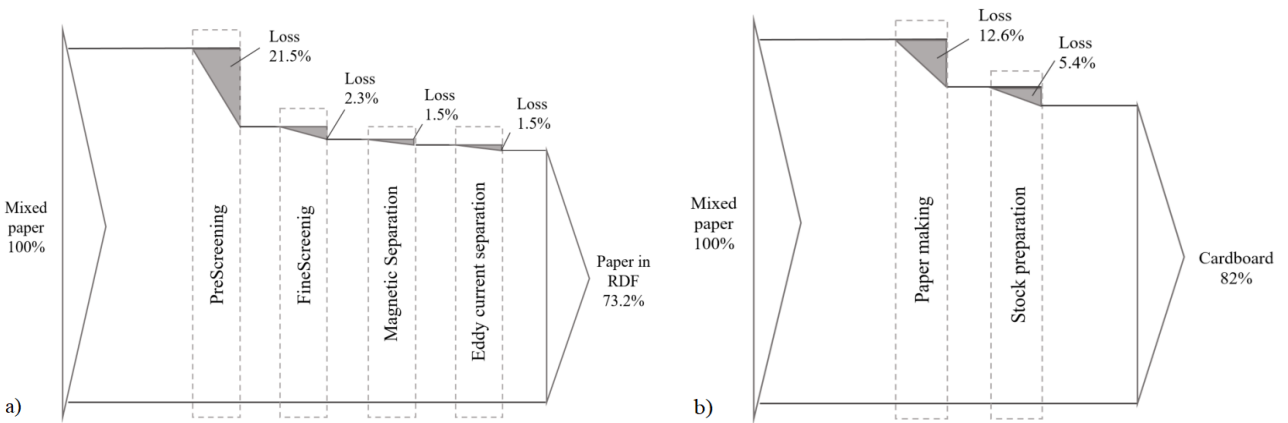 Loss
21.5%
Loss
2.3%
Loss
1.5%
Loss
1.5%
Mixed
paper
100%
PreScreening
FineScreenig
Magnetic Separation
Eddy current separation
Paper in
RDF
73.2%
a)
Loss
12.6%
Loss
5.4%
Mixed
paper
100%
Paper making
Stock preparation
Cardboard
82%
b)